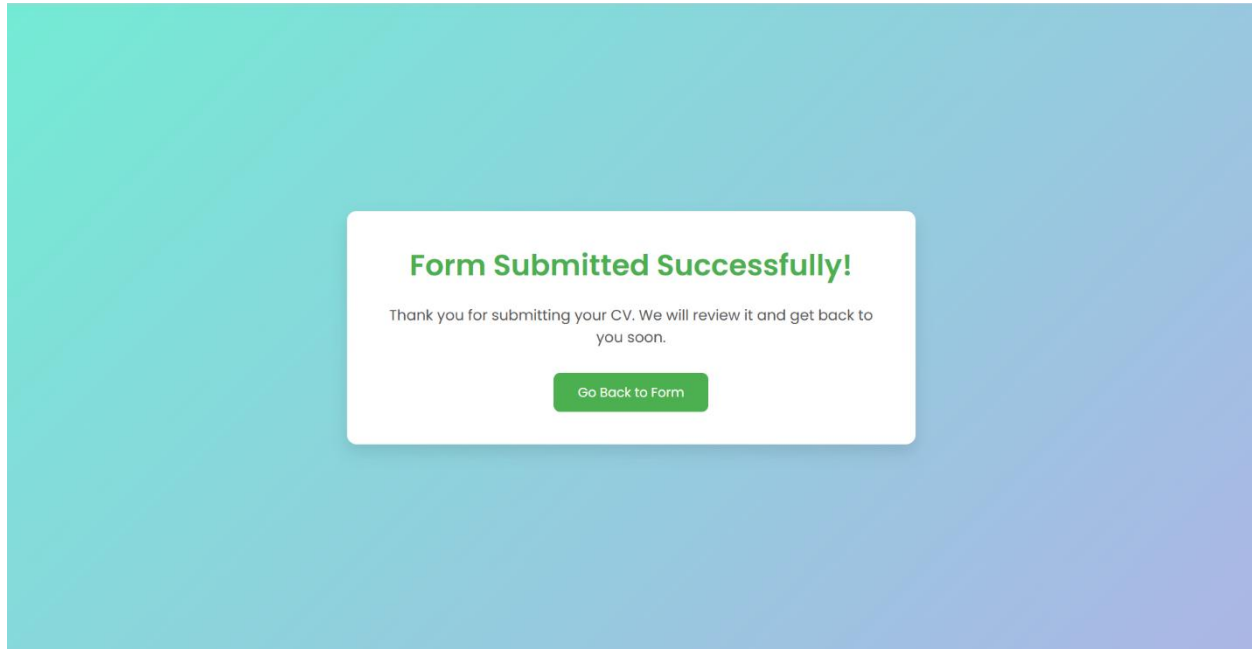 Form Submitted Successfully!
Thank you for submitting your CV. We will review it and get back to
you soon.
Go Back to Form